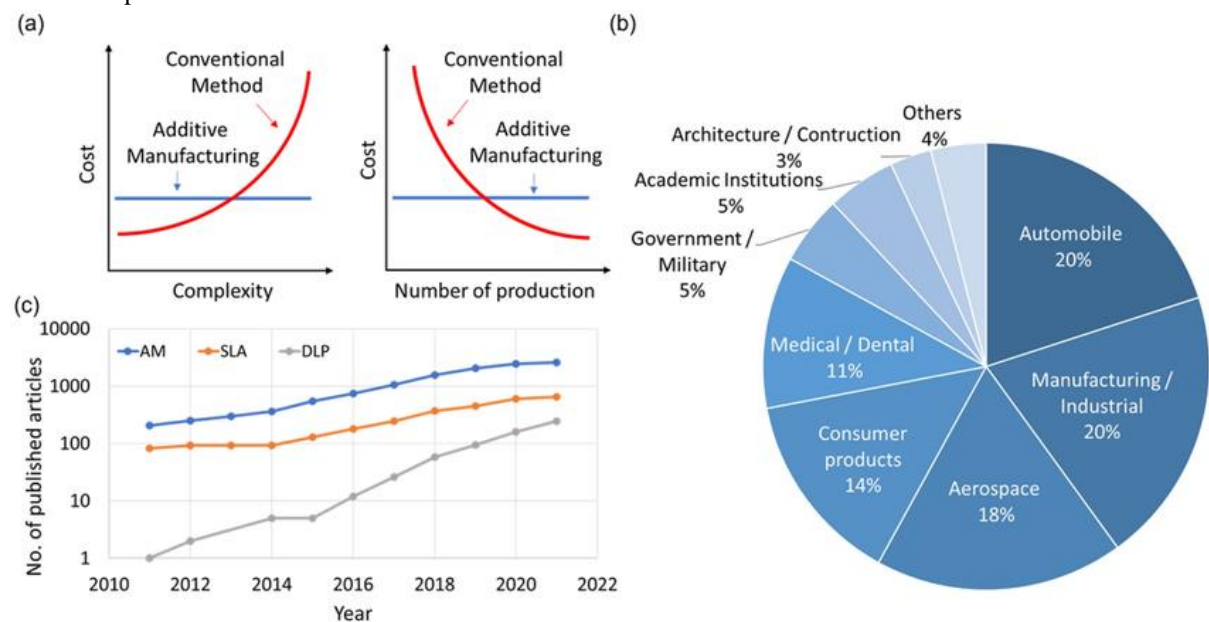 (a)
Conventional
Method
Additive
Manufacturing
Cost
Complexity
Conventional
Method
Additive
Manufacturing
Cost
Number of production
(b)
Others
4%
Architecture / Contruction
3%
Academic Institutions
5%
Government /
Military
5%
Medical / Dental
11%
Consumer
products
14%
Aerospace
18%
Manufacturing /
Industrial
20%
Automobile
20%
(c)
No. of published articles
10000
1000
100
10
1
AM
SLA
DLP
2010
2012
2014
2016
2018
2020
2022
Year